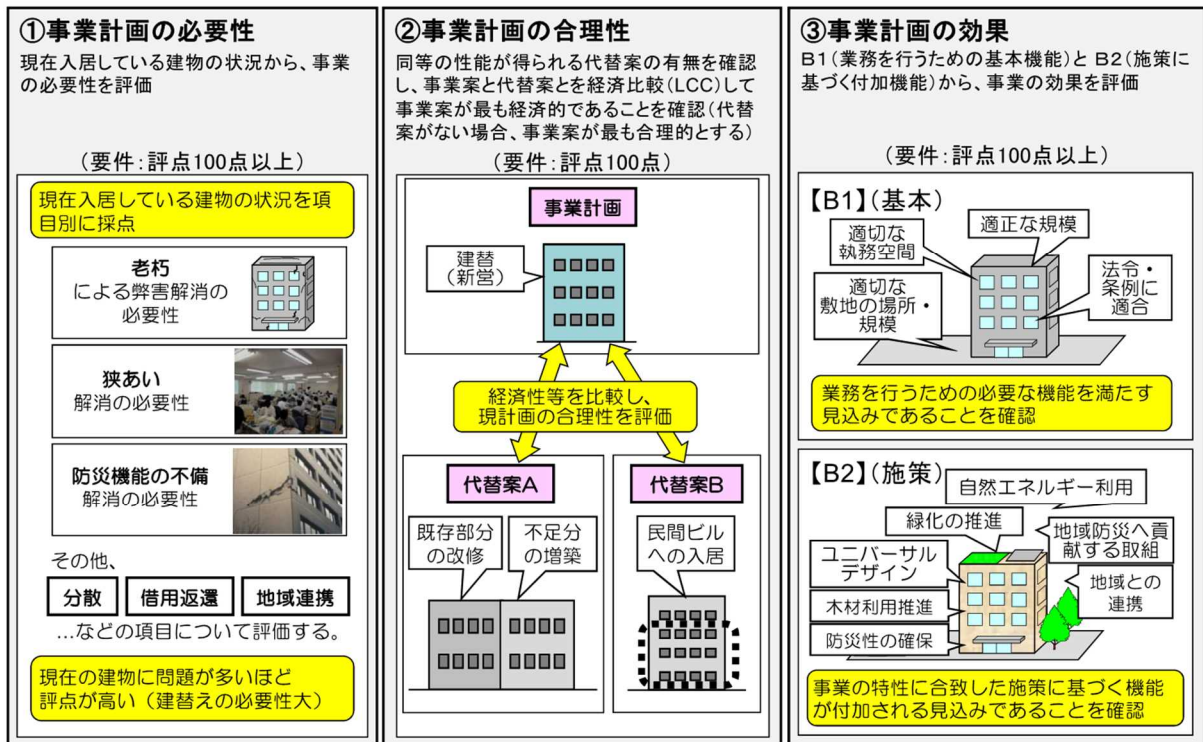 ①事業計画の必要性
現在入居している建物の状況から、事業
の必要性を評価
(要件:評点100点以上)
現在入居している建物の状況を項
目別に採点
老朽
による弊害解消の
必要性
狭あい
解消の必要性
防災機能の不備
解消の必要性
その他、
分散
借用返還
地域連携
…などの項目について評価する。
現在の建物に問題が多いほど
評点が高い(建替えの必要性大)
②事業計画の合理性
同等の性能が得られる代替案の有無を確認
し、事業案と代替案とを経済比較(LCC)して
事業案が最も経済的であることを確認(代替
案がない場合、事業案が最も合理的とする)
(要件:評点100点)
事業計画
建替
(新営)
経済性等を比較し、
現計画の合理性を評価
代替案A
既存部分
の改修
不足分
の増築
代替案B
民間ビル
への入居
③事業計画の効果
B1(業務を行うための基本機能)と B2(施策に
基づく付加機能)から、事業の効果を評価
(要件:評点100点以上)
【B1】(基本)
適切な
執務空間
適正な規模
適切な
敷地の場所・
規模
法令・
条例に
適合
業務を行うための必要な機能を満たす
見込みであることを確認
【B2】(施策)
自然エネルギー利用
緑化の推進
地域防災へ貢
献する取組
ユニバーサル
デザイン
地域との
連携
木材利用推進
防災性の確保
事業の特性に合致した施策に基づく機能
が付加される見込みであることを確認